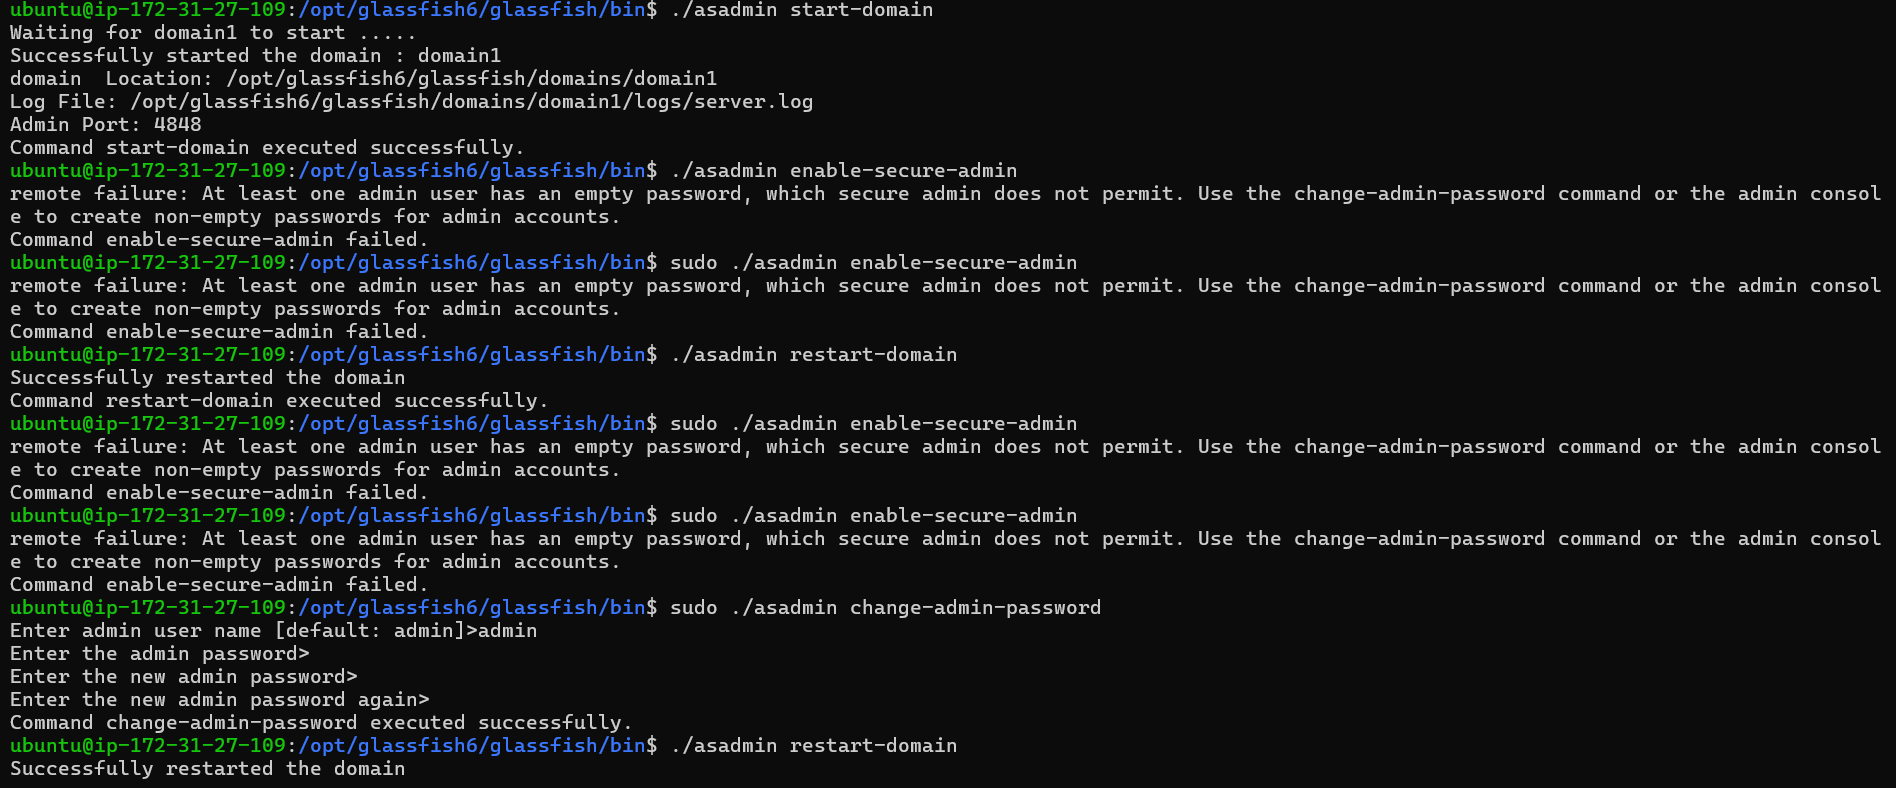 ubuntu@ip-172-31-27-109:/opt/glassfish6/glassfish/bin$ ./asadmin start-domain
Waiting for domain1 to start .....
Successfully started the domain : domain1
domain  Location: /opt/glassfish6/glassfish/domains/domain1
Log File: /opt/glassfish6/glassfish/domains/domain1/logs/server.log
Admin Port: 4848
Command start-domain executed successfully.
ubuntu@ip-172-31-27-109:/opt/glassfish6/glassfish/bin$ ./asadmin enable-secure-admin
remote failure: At least one admin user has an empty password, which secure admin does not permit. Use the change-admin-password command or the admin consol
e to create non-empty passwords for admin accounts.
Command enable-secure-admin failed.
ubuntu@ip-172-31-27-109:/opt/glassfish6/glassfish/bin$ sudo ./asadmin enable-secure-admin
remote failure: At least one admin user has an empty password, which secure admin does not permit. Use the change-admin-password command or the admin consol
e to create non-empty passwords for admin accounts.
Command enable-secure-admin failed.
ubuntu@ip-172-31-27-109:/opt/glassfish6/glassfish/bin$ ./asadmin restart-domain
Successfully restarted the domain
Command restart-domain executed successfully.
ubuntu@ip-172-31-27-109:/opt/glassfish6/glassfish/bin$ sudo ./asadmin enable-secure-admin
remote failure: At least one admin user has an empty password, which secure admin does not permit. Use the change-admin-password command or the admin consol
e to create non-empty passwords for admin accounts.
Command enable-secure-admin failed.
ubuntu@ip-172-31-27-109:/opt/glassfish6/glassfish/bin$ sudo ./asadmin enable-secure-admin
remote failure: At least one admin user has an empty password, which secure admin does not permit. Use the change-admin-password command or the admin consol
e to create non-empty passwords for admin accounts.
Command enable-secure-admin failed.
ubuntu@ip-172-31-27-109:/opt/glassfish6/glassfish/bin$ sudo ./asadmin change-admin-password
Enter admin user name [default: admin]>admin
Enter the admin password>
Enter the new admin password>
Enter the new admin password again>
Command change-admin-password executed successfully.
ubuntu@ip-172-31-27-109:/opt/glassfish6/glassfish/bin$ ./asadmin restart-domain
Successfully restarted the domain